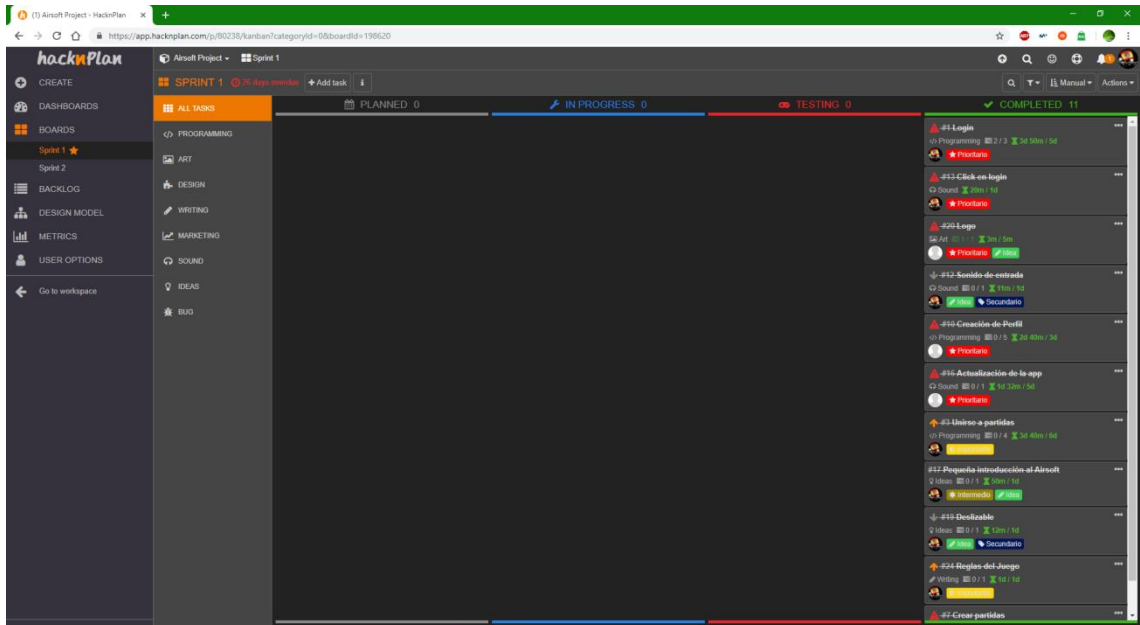 (1) Airsoft Project - HacknPlan
https://app.hacknplan.com/p/80238/kanban?categoryId=0&boardId=198620
hacknPlan
Airsoft Project
Sprint 1
CREATE
DASHBOARDS
BOARDS
Sprint 1
Sprint 2
BACKLOG
DESIGN MODEL
METRICS
USER OPTIONS
Go to workspace
SPRINT 1 26 days overdue + Add task i
Manual Actions
ALL TASKS
PROGRAMMING
ART
DESIGN
WRITING
MARKETING
SOUND
IDEAS
BUG
PLANNED 0
IN PROGRESS 0
TESTING 0
COMPLETED 11
#1 Login
Programming 2 / 3 3d 50m / 5d
Prioritario
#13 Click en login
Sound 20m / 1d
Prioritario
#20 Logo
Art 1 / 1 3m / 5m
Prioritario Idea
#12 Sonido de entrada
Sound 0 / 1 11m / 1d
Idea Secundario
#10 Creación de Perfil
Programming 0 / 5 2d 40m / 3d
Prioritario
#16 Actualización de la app
Sound 0 / 1 1d 32m / 5d
Prioritario
#3 Unirse a partidas
Programming 0 / 4 3d 40m / 6d
#17 Pequeña introducción al Airsoft
Ideas 0 / 1 50m / 1d
Intermedio Idea
#19 Deslizable
Ideas 0 / 1 12m / 1d
Idea Secundario
#24 Reglas del Juego
Writing 0 / 1 1d / 1d
#7 Crear partidas